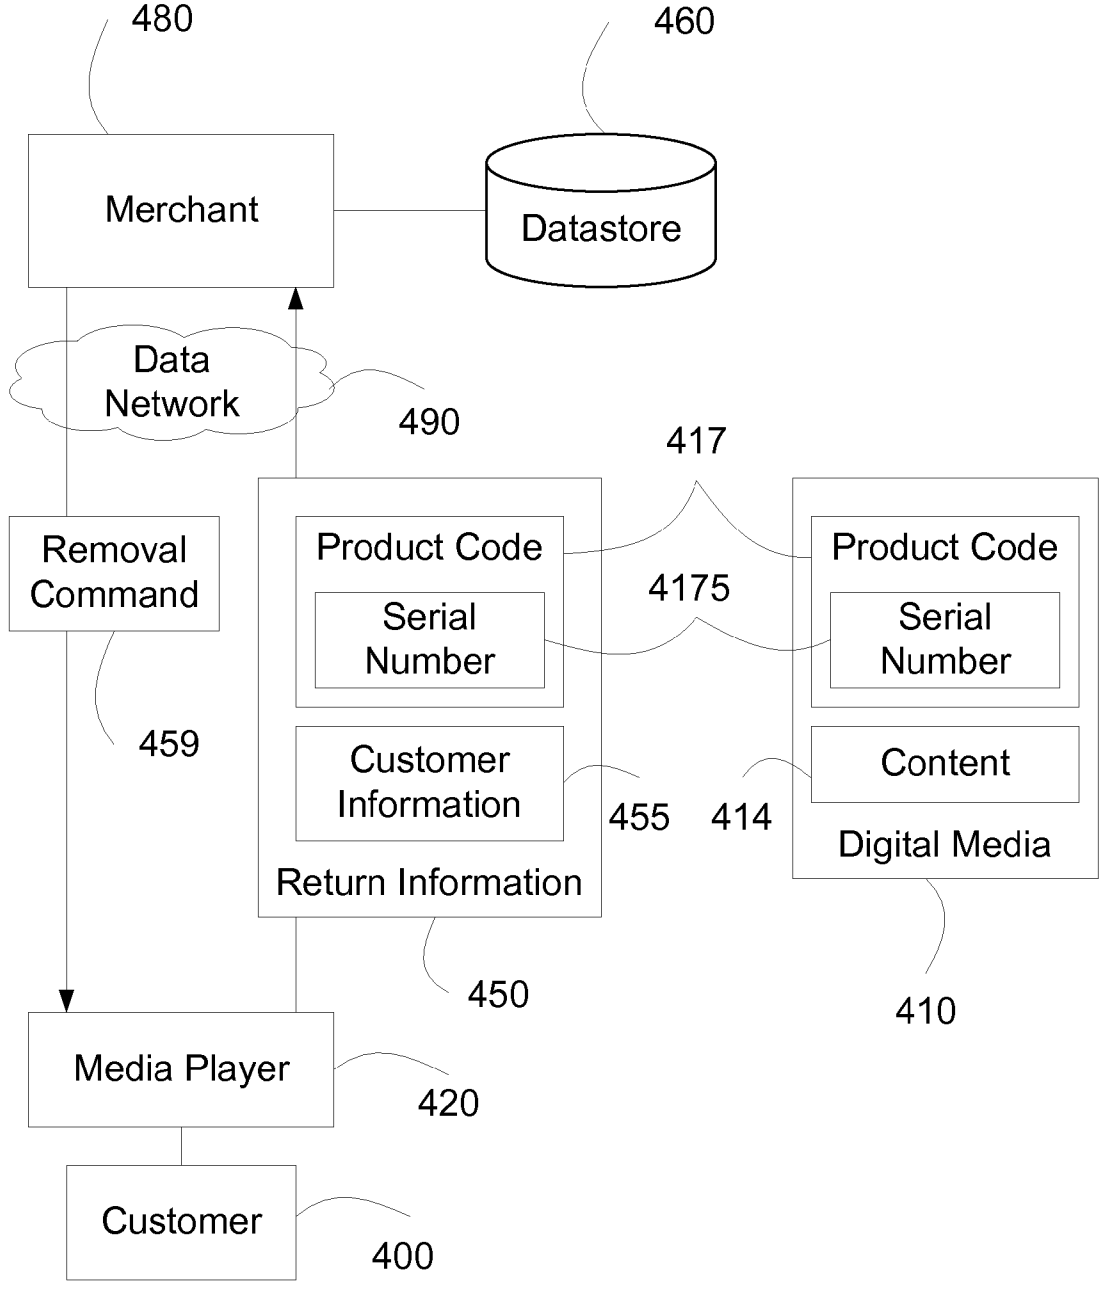 480
460
Merchant
Datastore
Data
Network
490
417
Removal
Command
Product Code
Serial
Number
4175
Product Code
Serial
Number
459
Customer
Information
455
414
Content
Return Information
Digital Media
450
410
Media Player
420
Customer
400